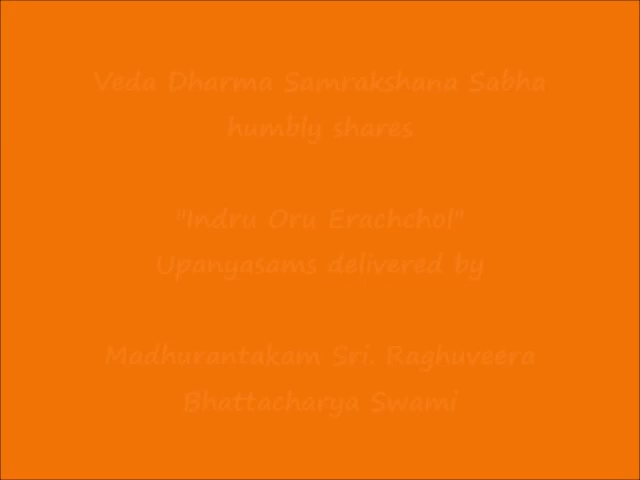 Veda Dharma Samrakshana Sabha
humbly shares
"Indru Oru Erachchol"
Upanyasams delivered by
Madhurantakam Sri. Raghuveera
Bhattacharya Swami